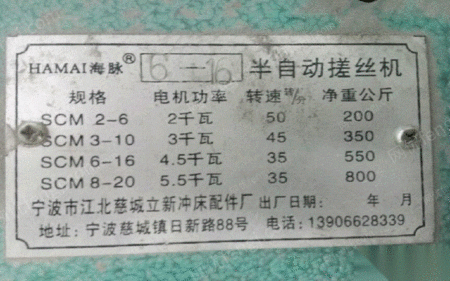 HAMAI海脉® 6-16 半自动搓丝机
规格 电机功率 转速转/分 净重公斤
SCM 2-6 2千瓦 50 200
SCM 3-10 3千瓦 45 350
SCM 6-16 4.5千瓦 35 550
SCM 8-20 5.5千瓦 35 800
宁波市江北慈城立新冲床配件厂 出厂日期: 年 月
地址: 宁波慈城镇日新路88号 电话: 13906628339